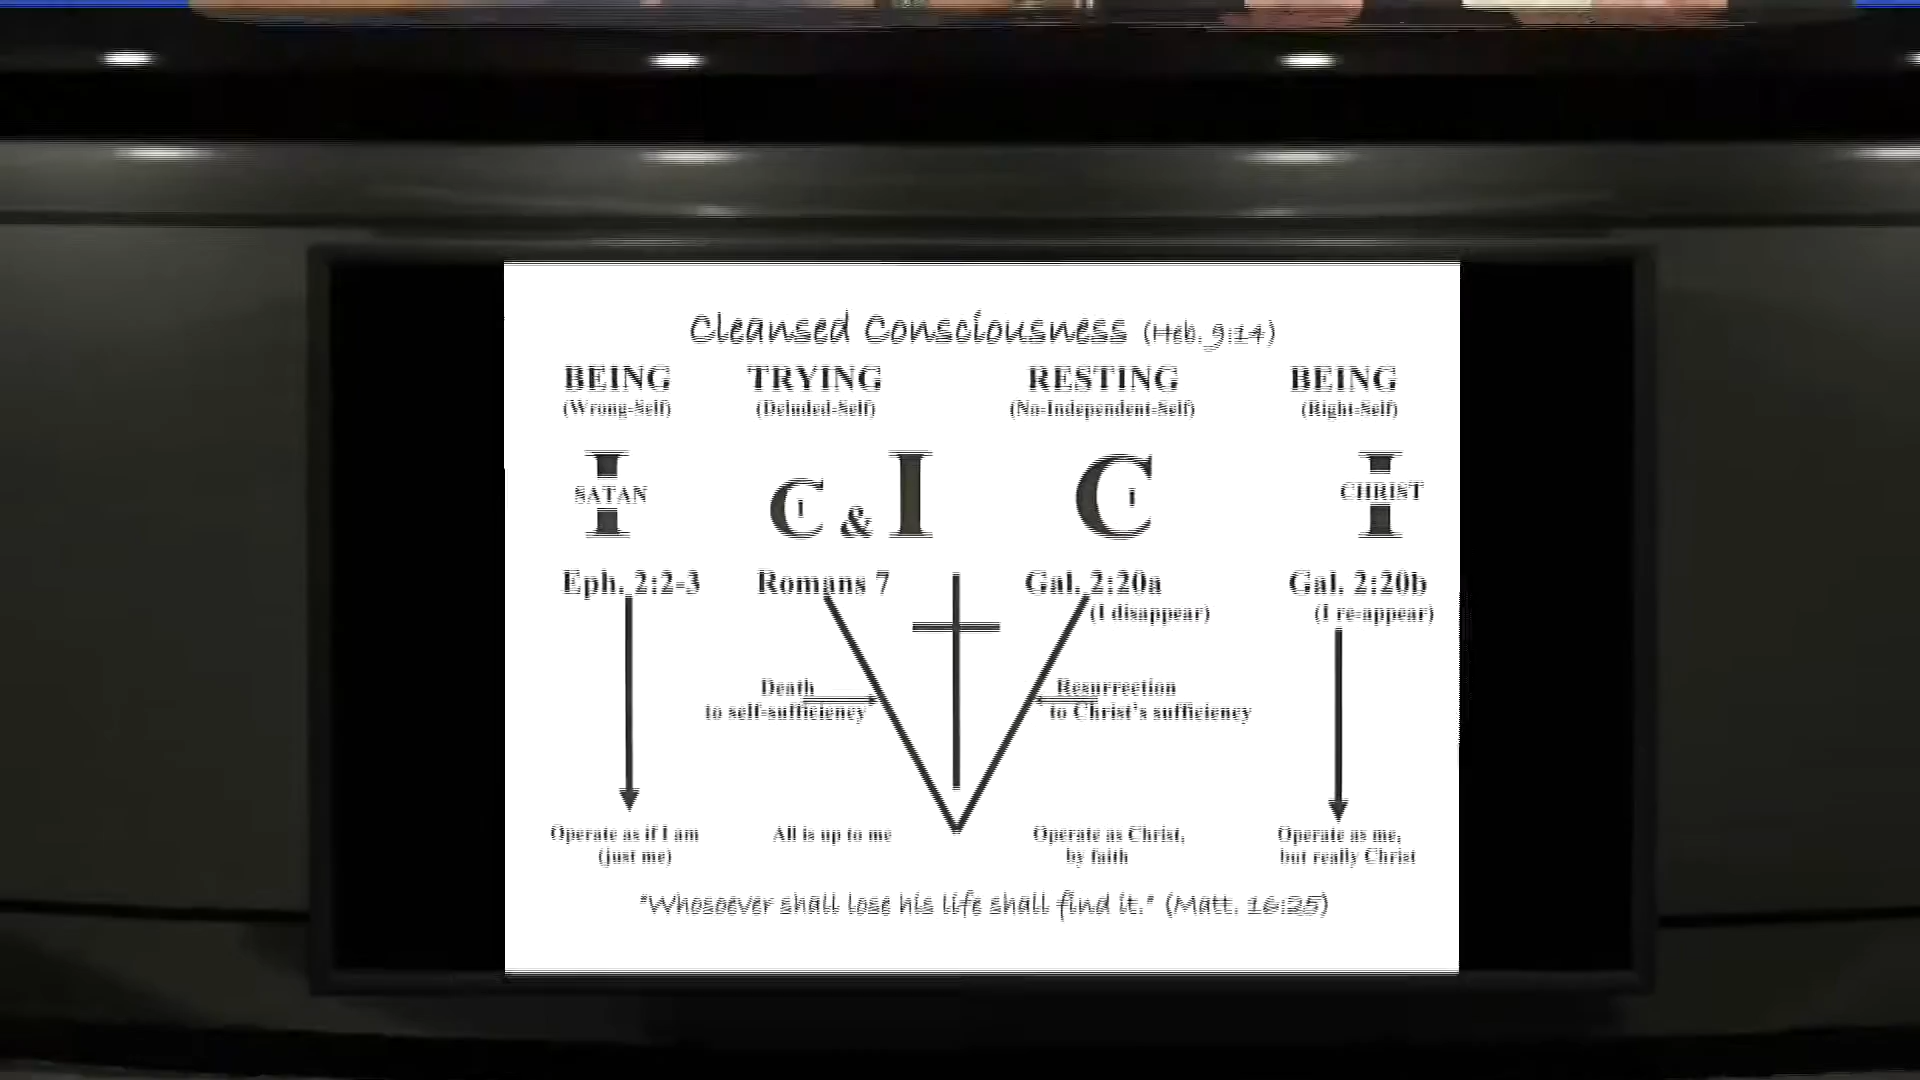 Cleansed Consciousness (Heb. 9:14)
BEING TRYING RESTING BEING
(Wrong-Self) (Deluded-Self) (No-Independent-Self) (Right-Self)
I SATAN C I & I C I I CHRIST
Eph. 2:2-3 Romans 7 Gal. 2:20a Gal. 2:20b
(I disappear) (I re-appear)
Death Resurrection
to self-sufficiency to Christ's sufficiency
Operate as if I am All is up to me Operate as Christ, Operate as me,
(just me) by faith but really Christ
"Whosoever shall lose his life shall find it." (Matt. 16:25)